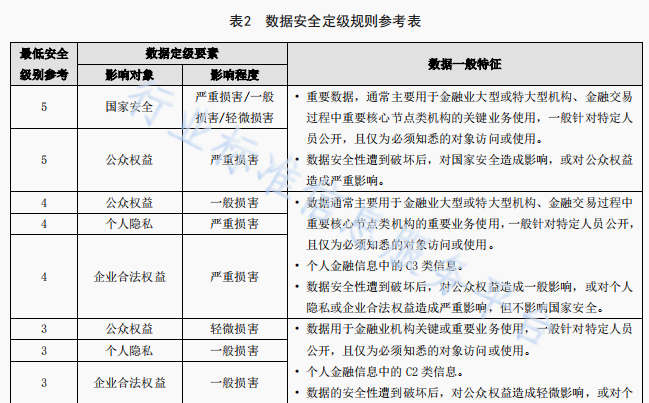 表2 数据安全定级规则参考表
最低安全级别参考 数据定级要素 数据一般特征
影响对象 影响程度
5 国家安全 严重损害/一般损害/轻微损害
5 公众权益 严重损害
• 重要数据，通常主要用于金融业大型或特大型机构、金融交易
过程中重要核心节点类机构的关键业务使用，一般针对特定人
员公开，且仅为必须知悉的对象访问或使用。
• 数据安全性遭到破坏后，对国家安全造成影响，或对公众权益
造成严重影响。
4 公众权益 一般损害
4 个人隐私 严重损害
4 企业合法权益 严重损害
• 数据通常主要用于金融业大型或特大型机构、金融交易过程中
重要核心节点类机构的重要业务使用，一般针对特定人员公开，
且仅为必须知悉的对象访问或使用。
• 个人金融信息中的C3 类信息。
• 数据安全性遭到破坏后，对公众权益造成一般影响，或对个人
隐私或企业合法权益造成严重影响，但不影响国家安全。
3 公众权益 轻微损害
3 个人隐私 一般损害
3 企业合法权益 一般损害
• 数据用于金融业机构关键或重要业务使用，一般针对特定人员
公开，且仅为必须知悉的对象访问或使用。
• 个人金融信息中的 C2 类信息。
• 数据的安全性遭到破坏后，对公众权益造成轻微影响，或对个
行业标准信息服务平台